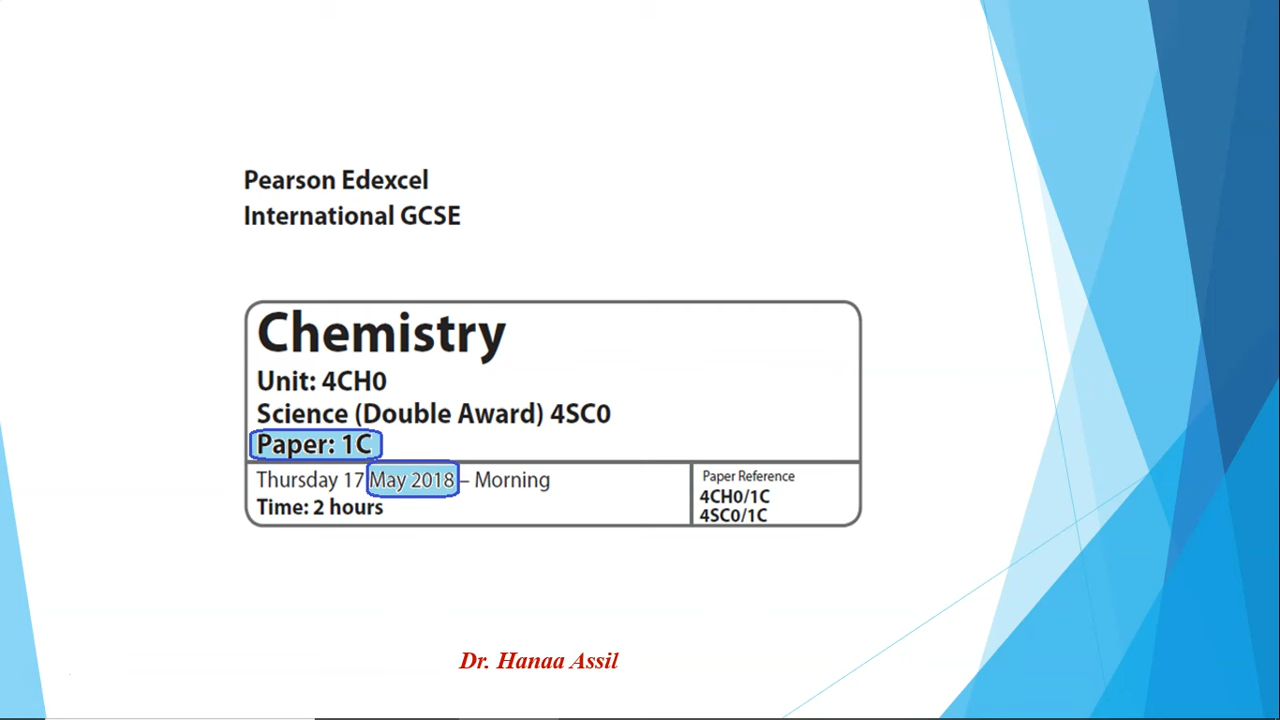 Pearson Edexcel
International GCSE
Chemistry
Unit: 4CH0
Science (Double Award) 4SC0
Paper: 1C
Thursday 17 May 2018 – Morning
Time: 2 hours
Paper Reference
4CH0/1C
4SC0/1C
Dr. Hanaa Assil